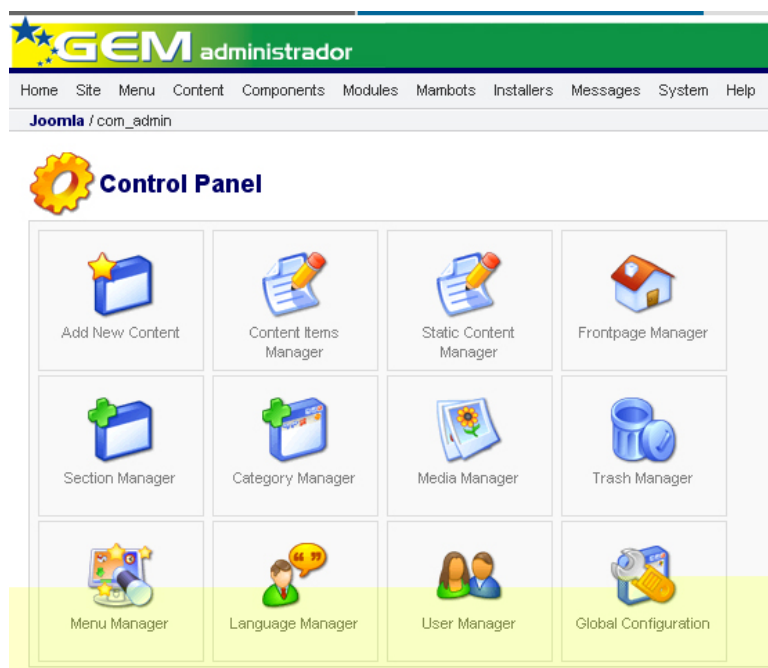 GEM administrador
Home Site Menu Content Components Modules Mambots Installers Messages System Help
Joomla / com_admin
Control Panel
Add New Content
Content Items
Manager
Static Content
Manager
Frontpage Manager
Section Manager
Category Manager
Media Manager
Trash Manager
Menu Manager
Language Manager
User Manager
Global Configuration